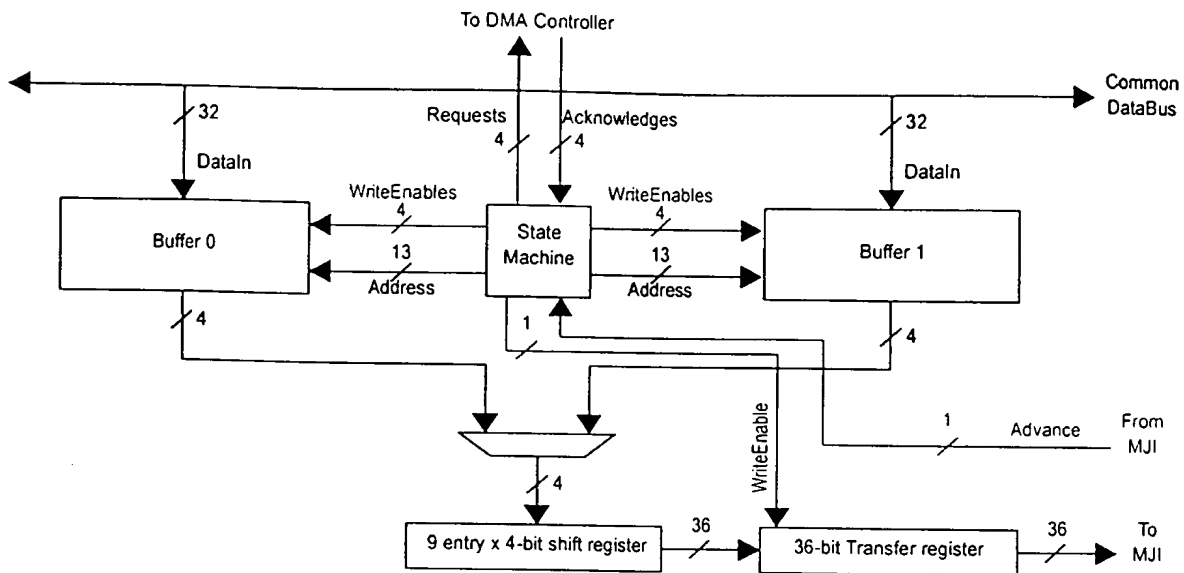 To DMA Controller
Common
DataBus
32
Requests
4
Acknowledges
4
32
DataIn
DataIn
WriteEnables
4
WriteEnables
4
Buffer 0
State
Machine
Buffer 1
13
Address
13
Address
4
1
4
WriteEnable
1
Advance
From
MJI
4
9 entry x 4-bit shift register
36
36-bit Transfer register
36
To
MJI